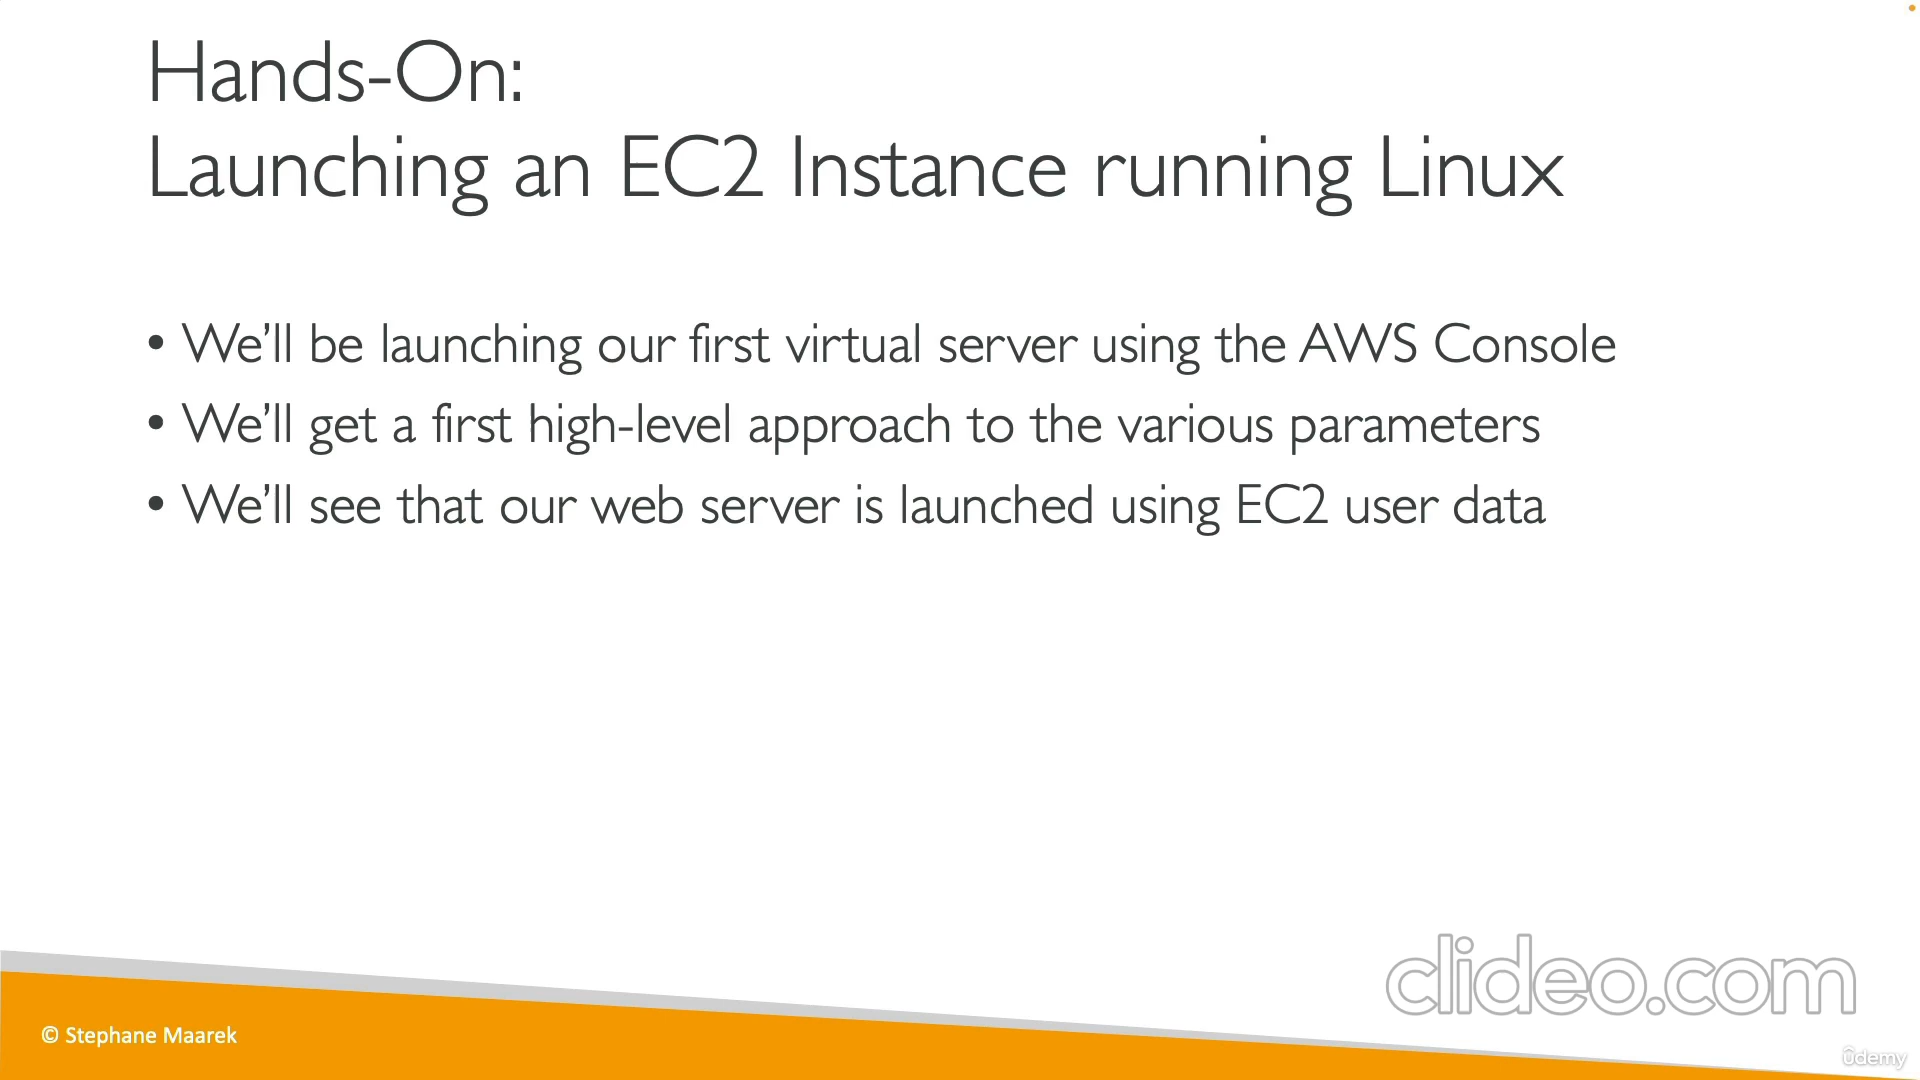 Hands-On:
Launching an EC2 Instance running Linux
• We’ll be launching our first virtual server using the AWS Console
• We’ll get a first high-level approach to the various parameters
• We’ll see that our web server is launched using EC2 user data
clideo.com
© Stephane Maarek
ûdemy